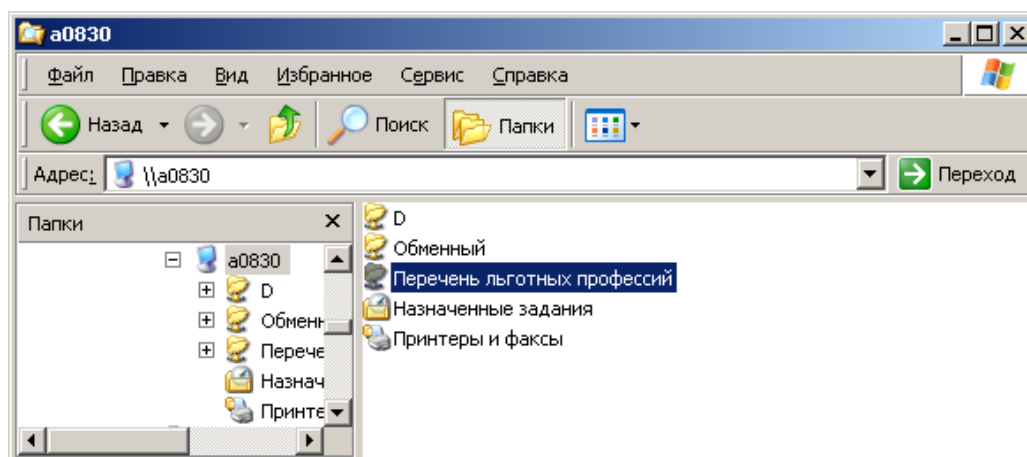 a0830
Файл Правка Вид Избранное Сервис Справка
Назад Поиск Папки
Адрес: \\a0830 Переход
Папки
a0830
D
Обменн
Перече
Назнач
Принте
D
Обменный
Перечень льготных профессий
Назначенные задания
Принтеры и факсы